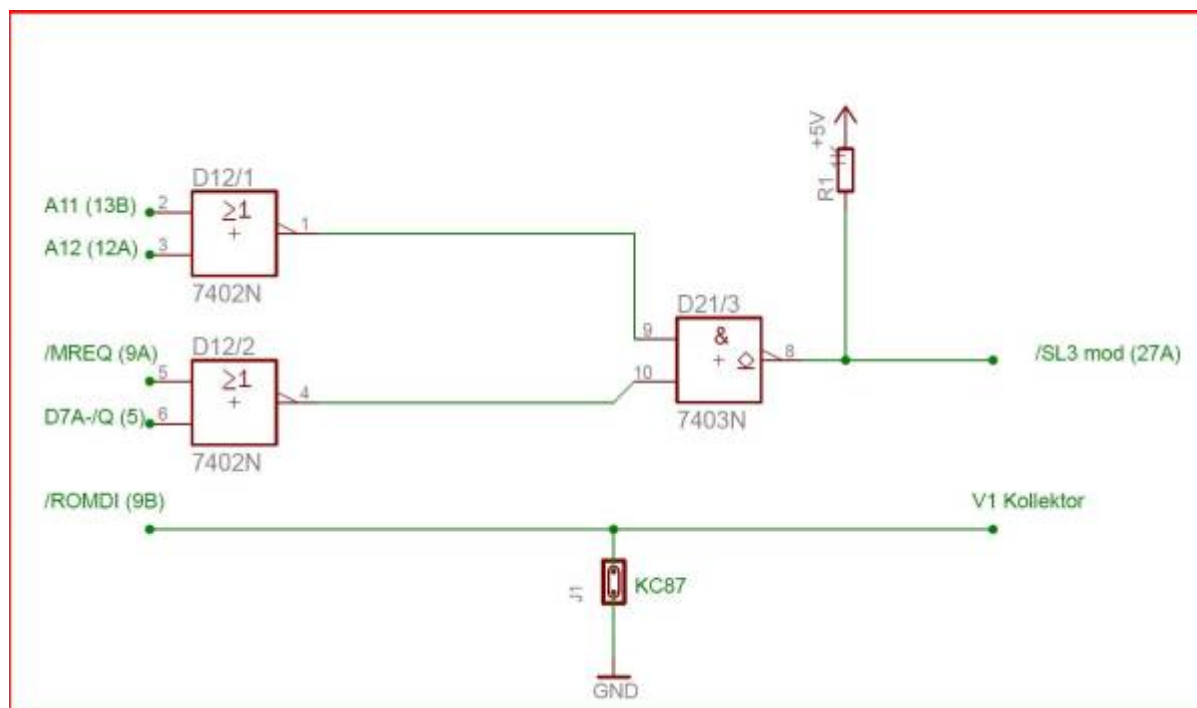 +5V
R1
1k
D12/1
A11 (13B)
2
≥1
+
1
A12 (12A)
3
7402N
D21/3
9
&
+
8
10
7403N
/SL3 mod (27A)
D12/2
/MREQ (9A)
5
≥1
+
4
D7A-/Q (5)
6
7402N
/ROMDI (9B)
V1 Kollektor
J1
KC87
GND